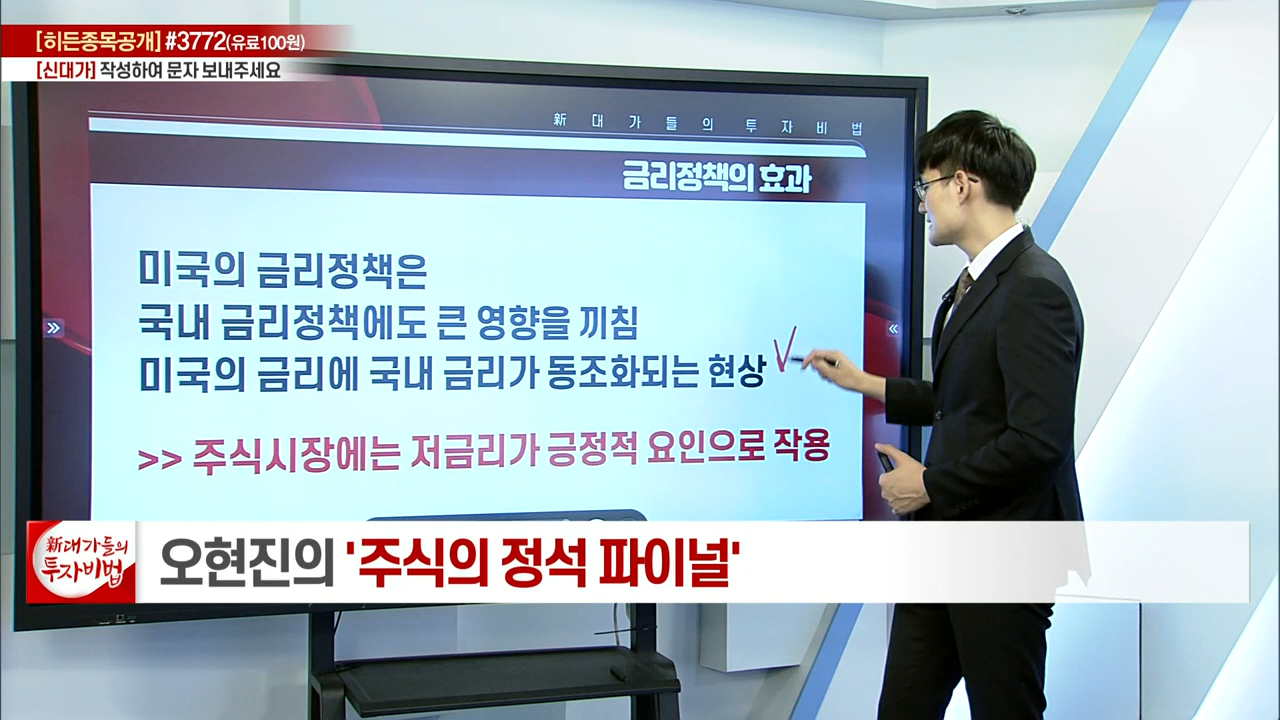 [히든종목공개] #3772(유료100원)
[신대가] 작성하여 문자 보내주세요
新 대가들의 투자비법
금리정책의 효과
미국의 금리정책은
국내 금리정책에도 큰 영향을 끼침
미국의 금리에 국내 금리가 동조화되는 현상
>> 주식시장에는 저금리가 긍정적 요인으로 작용
新대가들의
투자비법
오현진의 '주식의 정석 파이널'